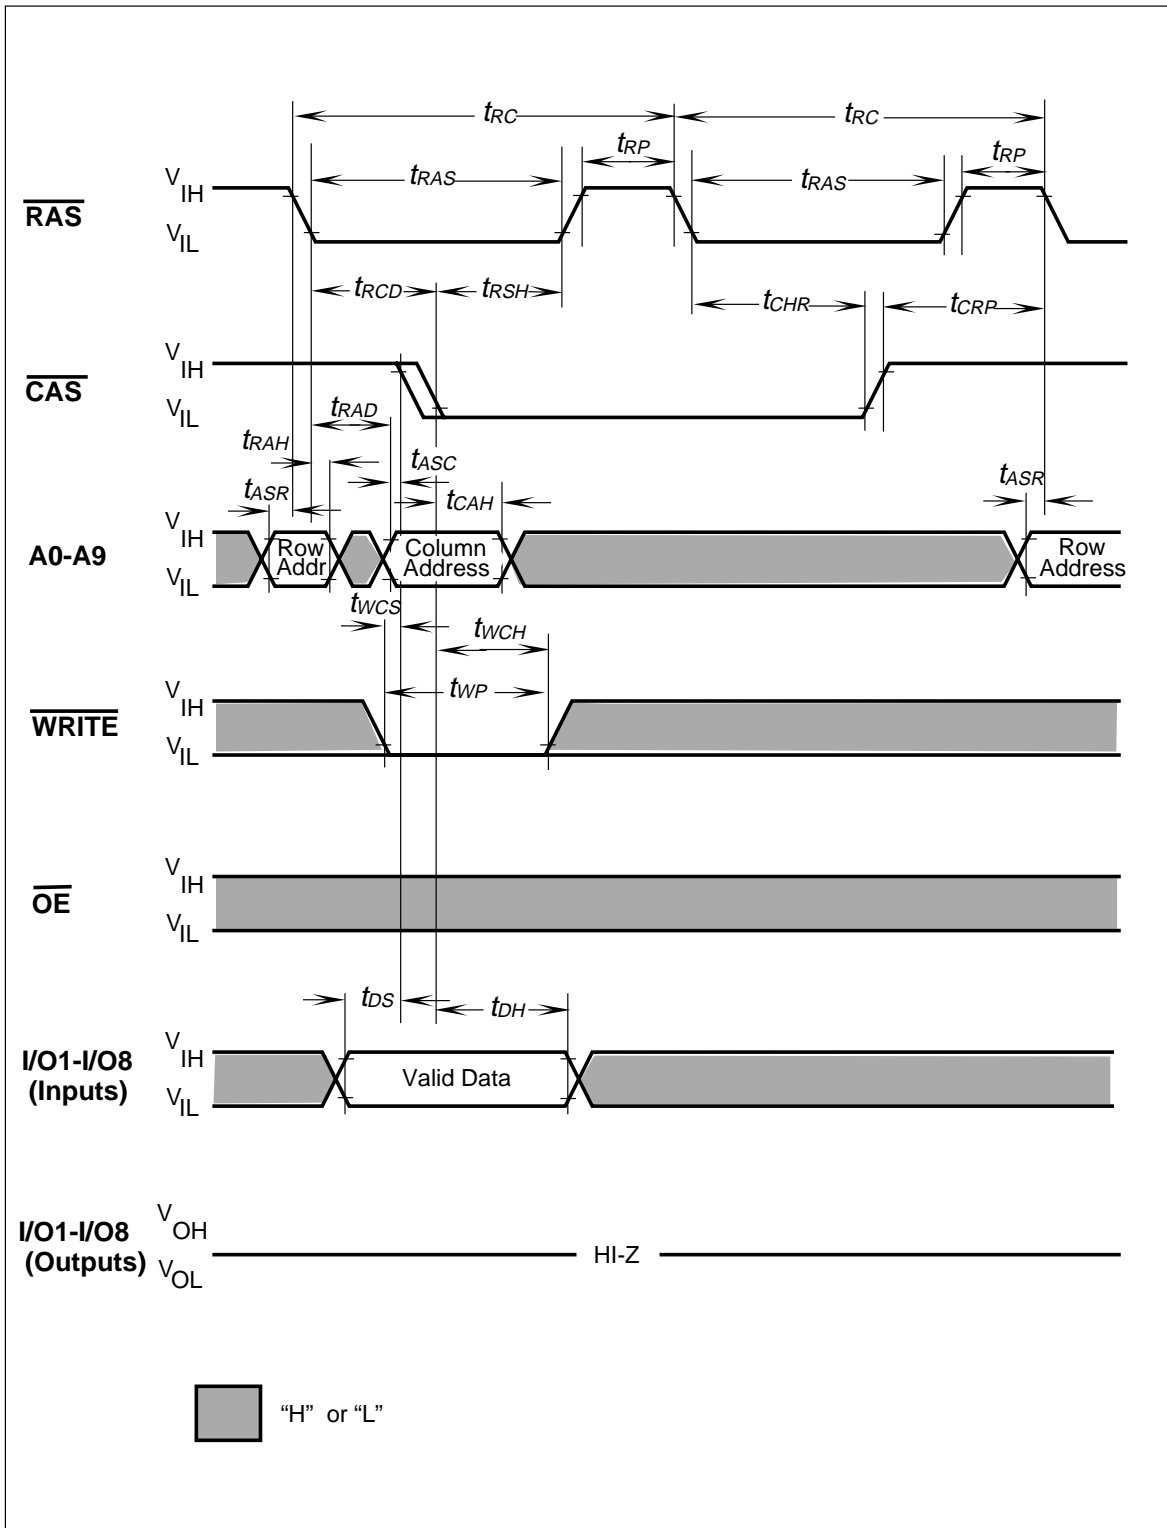 tRC tRC
tRP tRP
tRAS tRAS
VIH
RAS
VIL
tRCD tRSH
tCHR tCRP
VIH
CAS
VIL
tRAD
tRAH
tASC
tASR tCAH tASR
VIH
A0-A9
Row Addr
Column Address
Row Address
VIL
tWCS
tWCH
tWP
VIH
WRITE
VIL
VIH
OE
VIL
tDS
tDH
VIH
I/O1-I/O8
(Inputs)
Valid Data
VIL
VOH
I/O1-I/O8
(Outputs)
HI-Z
VOL
“H” or “L”